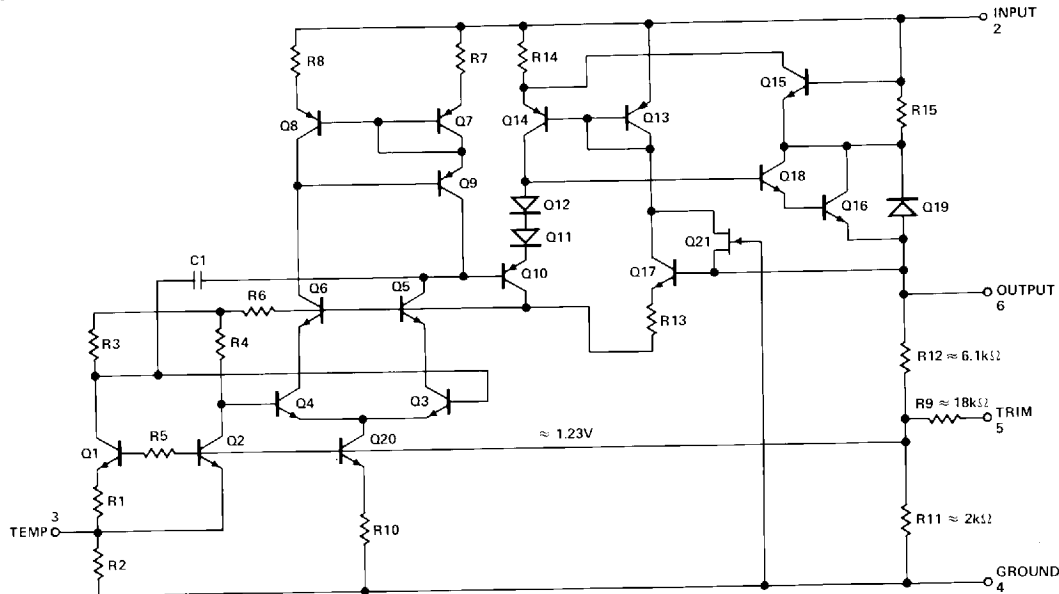 INPUT
2
R8
R7
R14
Q15
R15
Q8
Q7
Q14
Q13
Q9
Q18
Q12
Q16
Q19
Q11
Q21
C1
Q10
Q17
Q6
Q5
R6
OUTPUT
6
R3
R4
R13
R12 ≈ 6.1kΩ
Q4
Q3
R9 ≈ 18kΩ
TRIM
5
Q1
R5
Q2
Q20
≈ 1.23V
R1
3
TEMP
R10
R11 ≈ 2kΩ
R2
GROUND
4